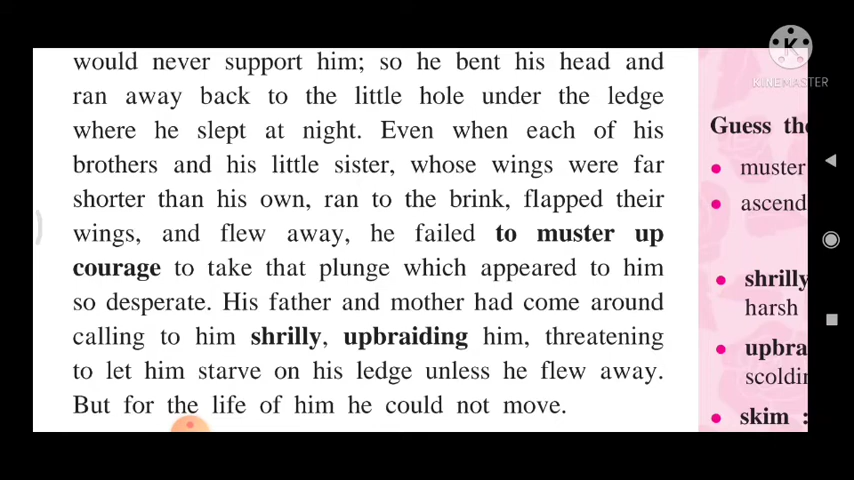 would never support him; so he bent his head and
ran away back to the little hole under the ledge
where he slept at night. Even when each of his
brothers and his little sister, whose wings were far
shorter than his own, ran to the brink, flapped their
wings, and flew away, he failed to muster up
courage to take that plunge which appeared to him
so desperate. His father and mother had come around
calling to him shrilly, upbraiding him, threatening
to let him starve on his ledge unless he flew away.
But for the life of him he could not move.
KINEMASTER
Guess the
• muster
• ascend
• shrilly
harsh
• upbra
scoldin
• skim :